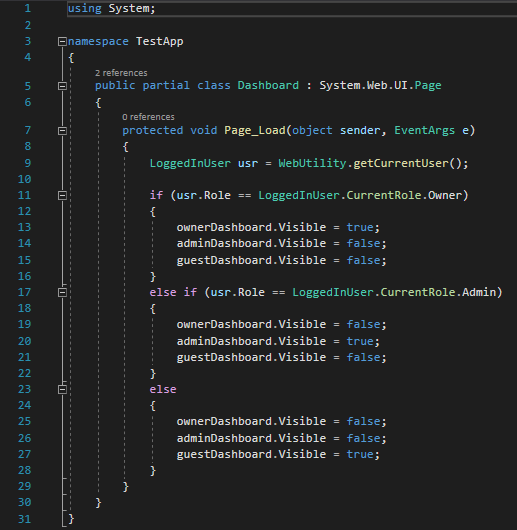 1 using System;
2
3 namespace TestApp
4 {
2 references
5 public partial class Dashboard : System.Web.UI.Page
6 {
0 references
7 protected void Page_Load(object sender, EventArgs e)
8 {
9 LoggedInUser usr = WebUtility.getCurrentUser();
10
11 if (usr.Role == LoggedInUser.CurrentRole.Owner)
12 {
13 ownerDashboard.Visible = true;
14 adminDashboard.Visible = false;
15 guestDashboard.Visible = false;
16 }
17 else if (usr.Role == LoggedInUser.CurrentRole.Admin)
18 {
19 ownerDashboard.Visible = false;
20 adminDashboard.Visible = true;
21 guestDashboard.Visible = false;
22 }
23 else
24 {
25 ownerDashboard.Visible = false;
26 adminDashboard.Visible = false;
27 guestDashboard.Visible = true;
28 }
29 }
30 }
31 }